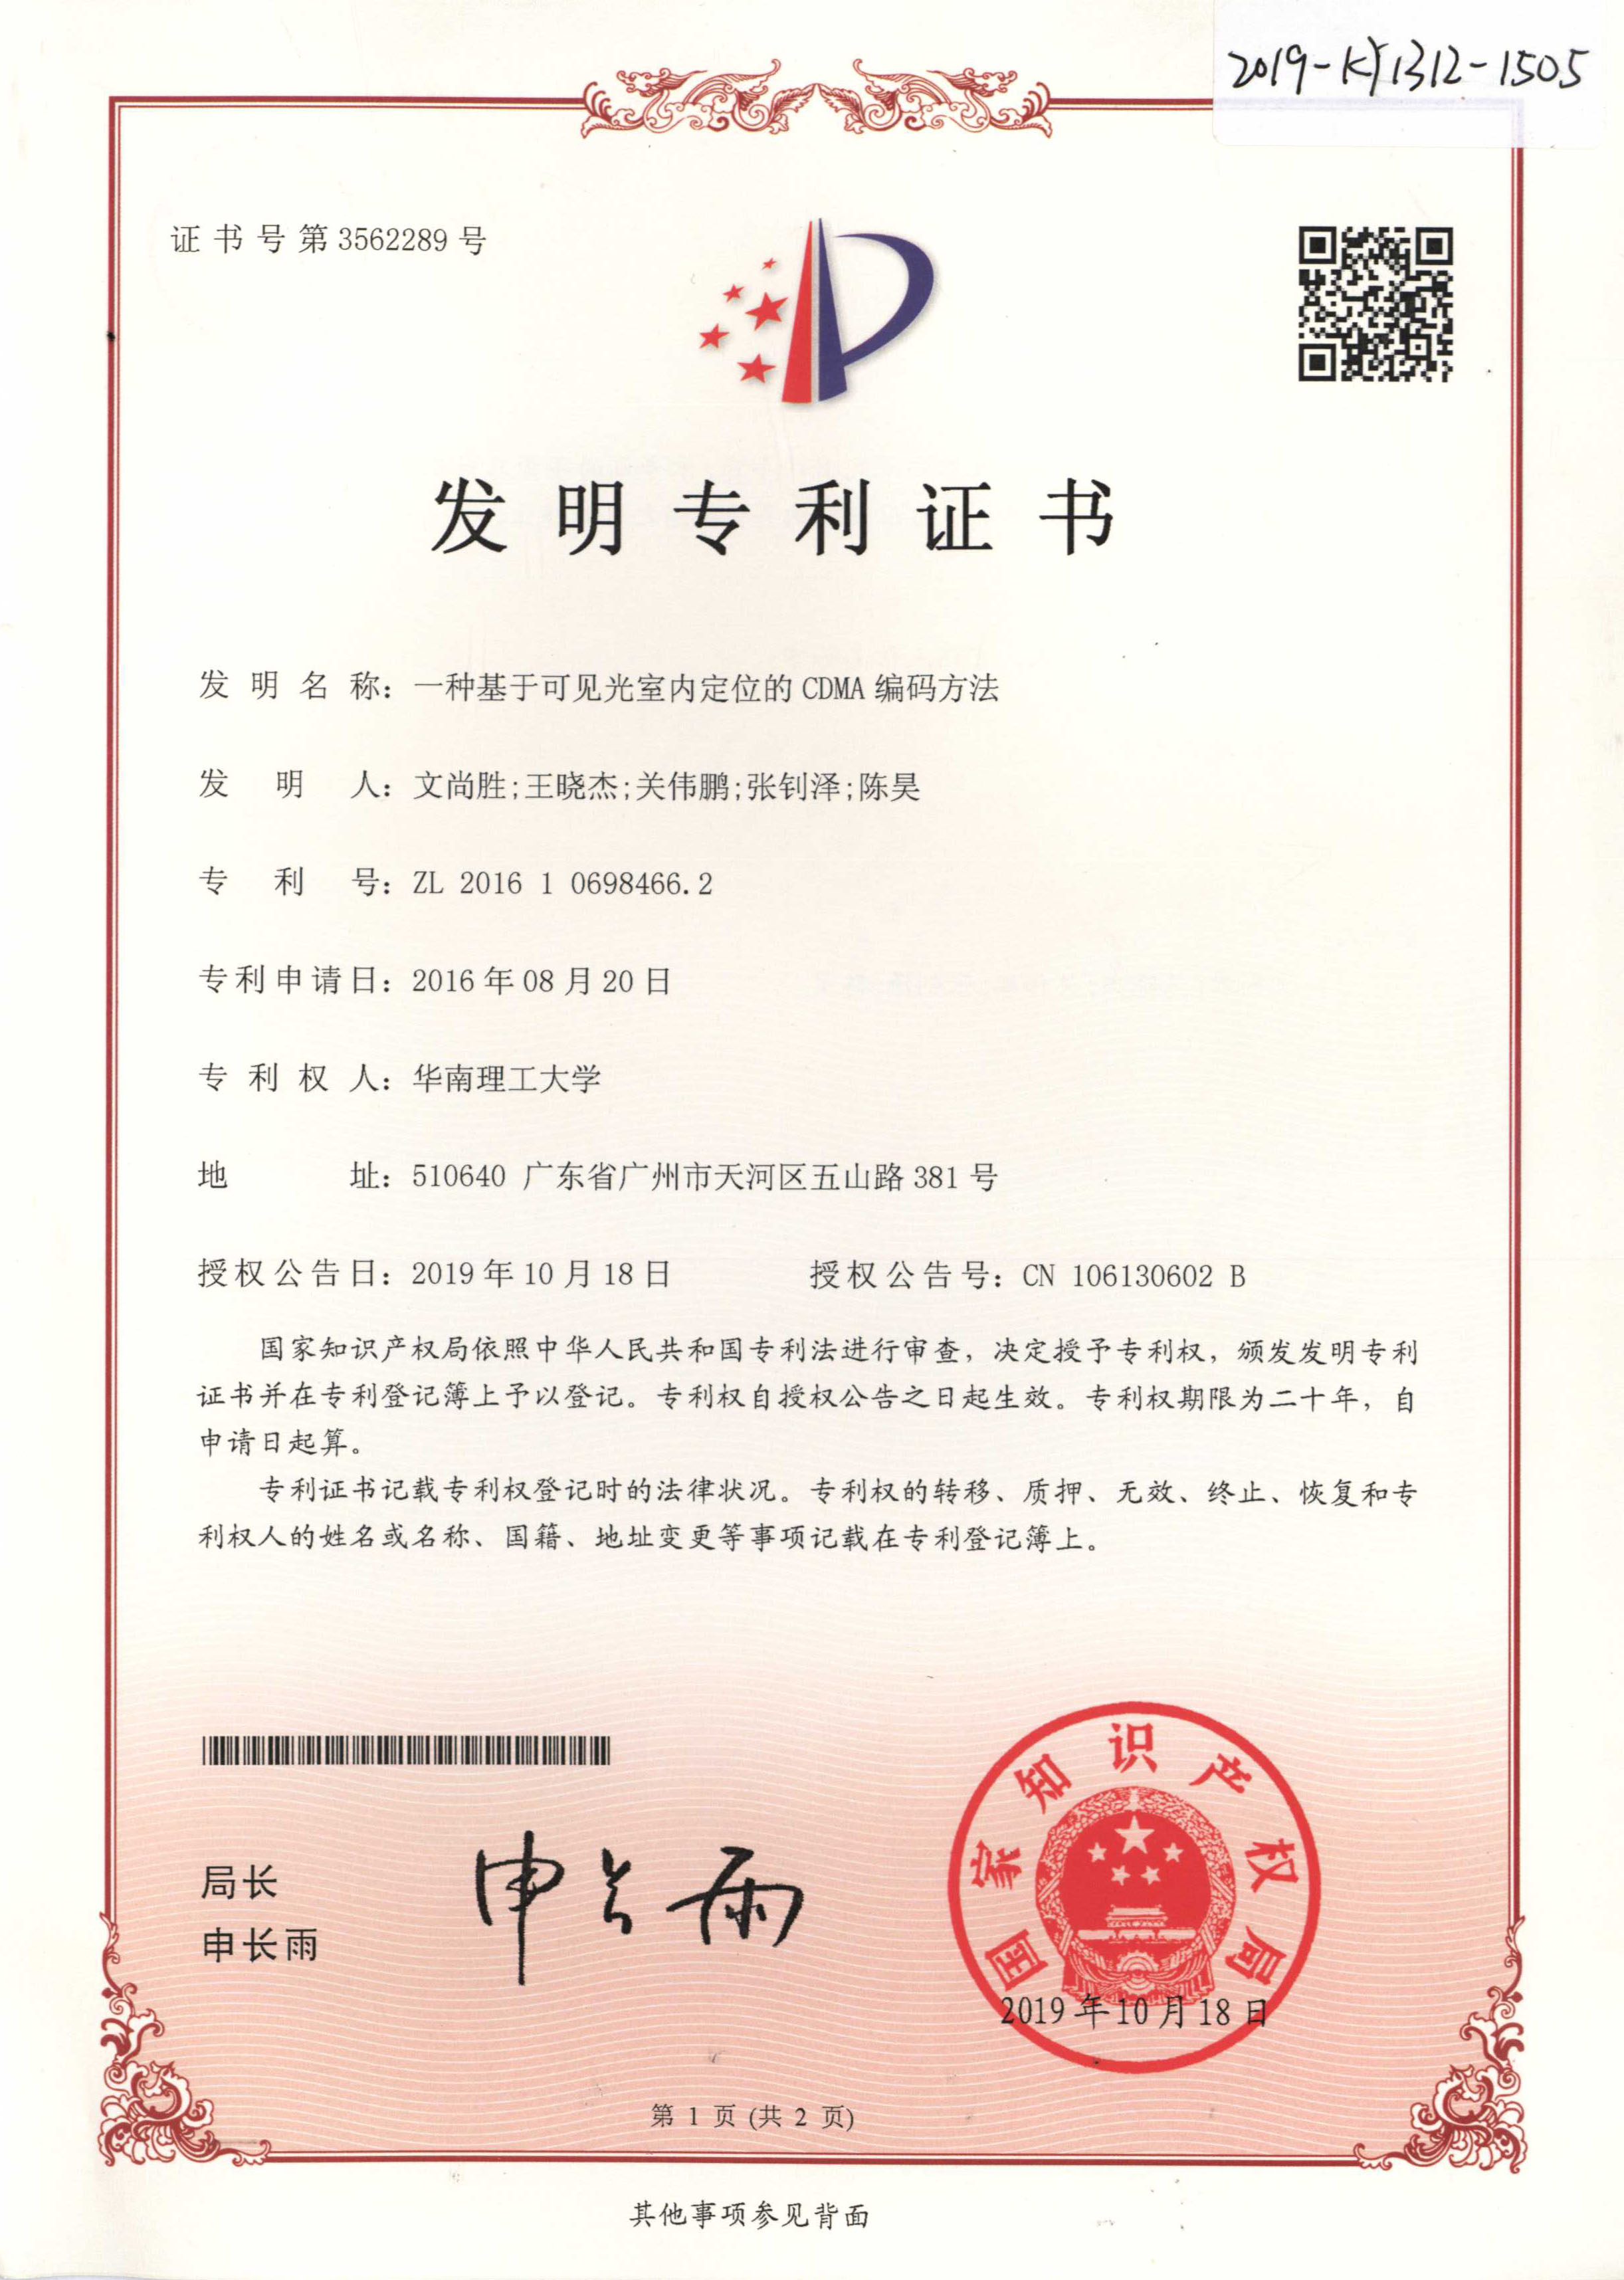 2019-KY1312-1505
证书号第3562289号
发明专利证书
发明名称：一种基于可见光室内定位的CDMA编码方法
发明人：文尚胜;王晓杰;关伟鹏;张钊泽;陈昊
专利号：ZL 2016 1 0698466.2
专利申请日：2016年08月20日
专利权人：华南理工大学
地址：510640 广东省广州市天河区五山路381号
授权公告日：2019年10月18日 授权公告号：CN 106130602 B
国家知识产权局依照中华人民共和国专利法进行审查，决定授予专利权，颁发发明专利
证书并在专利登记簿上予以登记。专利权自授权公告之日起生效。专利权期限为二十年，自
申请日起算。
专利证书记载专利权登记时的法律状况。专利权的转移、质押、无效、终止、恢复和专
利权人的姓名或名称、国籍、地址变更等事项记载在专利登记簿上。
局长
申长雨
申长雨
国家知识产权局
2019年10月18日
第 1 页 (共 2 页)
其他事项参见背面